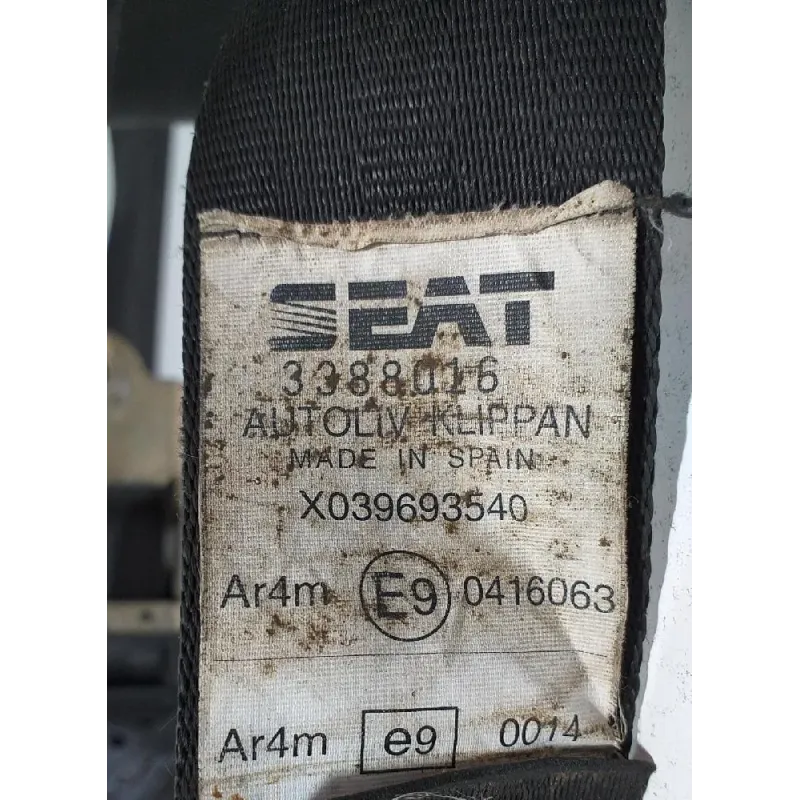 SEAT
3388016
AUTOLIV KLIPPAN
MADE IN SPAIN
X039693540
Ar4m E9 0416063
Ar4m e9 0014